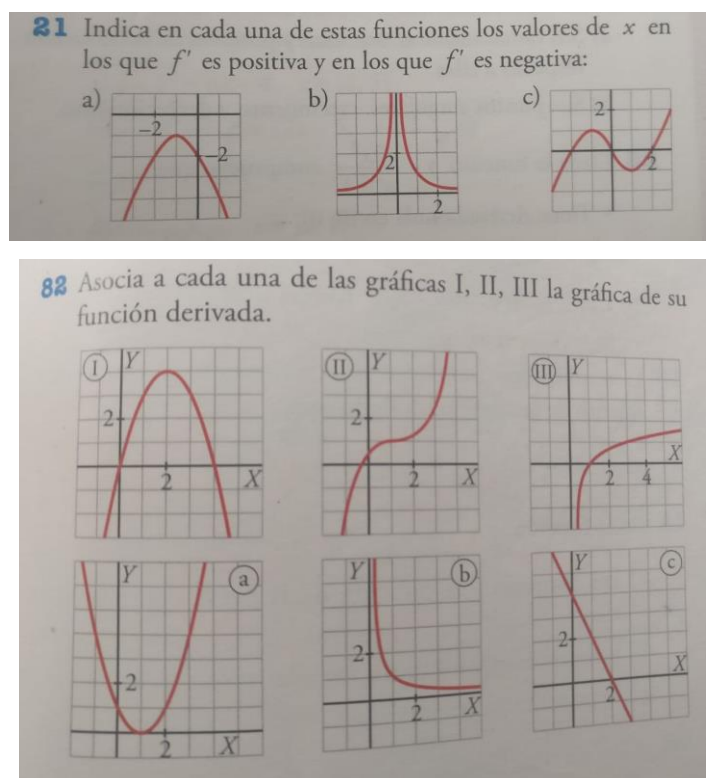 21 Indica en cada una de estas funciones los valores de x en
los que f' es positiva y en los que f' es negativa:
a) b) c)
-2
-2
2
2
2
2
82 Asocia a cada una de las gráficas I, II, III la gráfica de su
función derivada.
I Y II Y III Y
2 2
2 X 2 X 2 4 X
Y a Y b Y c
2 2 2
2 X 2 X 2 X